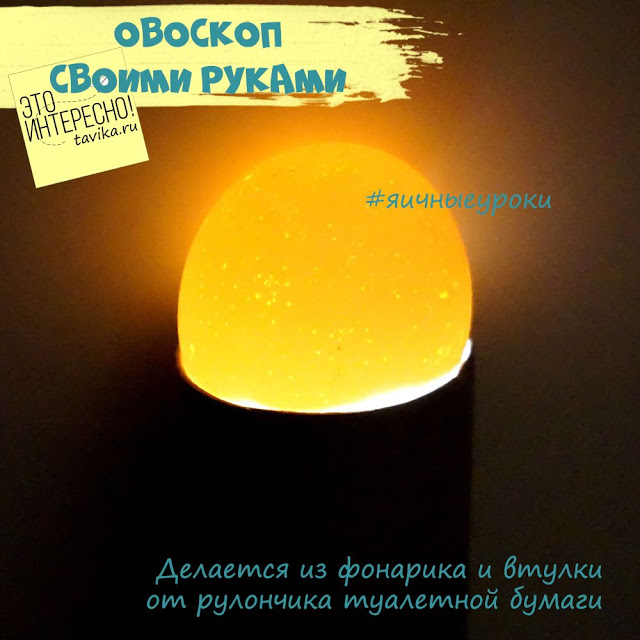 ОВОСКОП
СВОИМИ РУКАМИ
ЭТО
ИНТЕРЕСНО!
tavika.ru
#яичныеуроки
Делается из фонарика и втулки
от рулончика туалетной бумаги